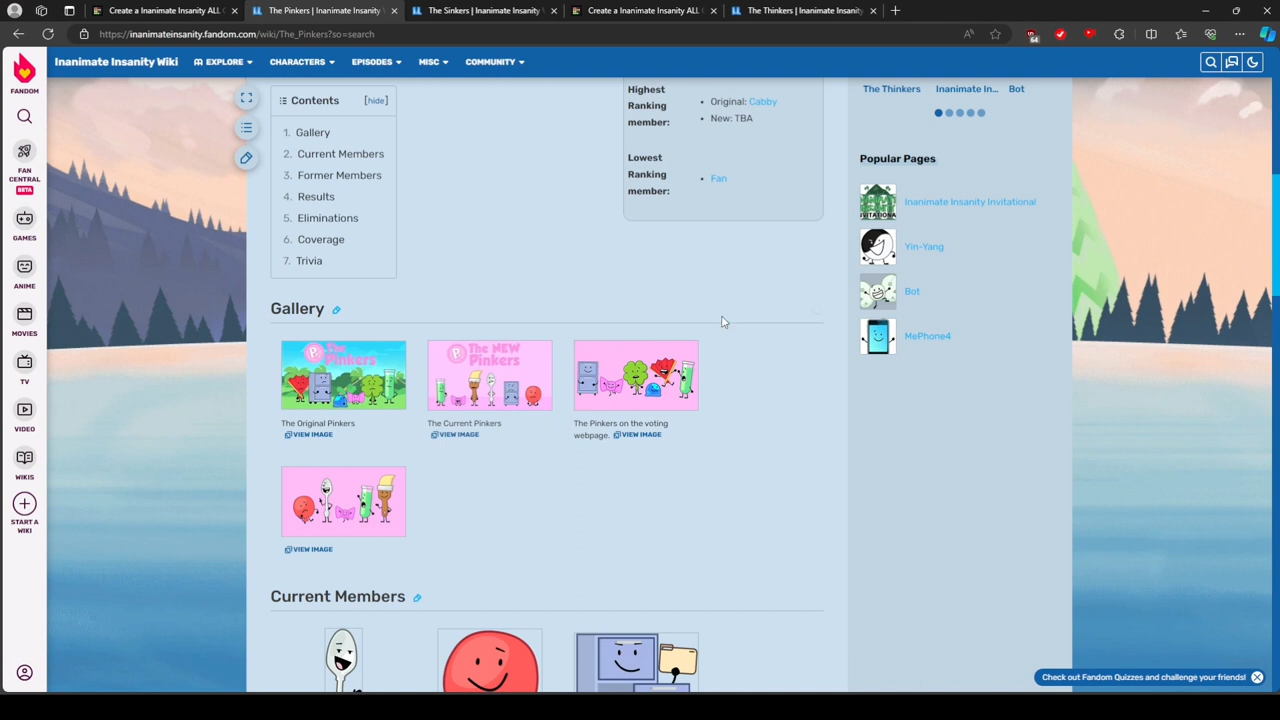 Create a Inanimate Insanity ALL
The Pinkers | Inanimate Insanity
The Sinkers | Inanimate Insanity
Create a Inanimate Insanity ALL
The Thinkers | Inanimate Insanity
https://inanimateinsanity.fandom.com/wiki/The_Pinkers?so=search
64
FANDOM
Inanimate Insanity Wiki
EXPLORE
CHARACTERS
EPISODES
MISC
COMMUNITY
FAN
CENTRAL
BETA
GAMES
ANIME
MOVIES
TV
VIDEO
WIKIS
START A
WIKI
Contents [hide]
1. Gallery
2. Current Members
3. Former Members
4. Results
5. Eliminations
6. Coverage
7. Trivia
Highest
Ranking
member:
• Original: Cabby
• New: TBA
Lowest
Ranking
member:
• Fan
The Thinkers
Inanimate In...
Bot
Popular Pages
Inanimate Insanity Invitational
Yin-Yang
Bot
MePhone4
Gallery
The Pinkers
The NEW Pinkers
The Original Pinkers
VIEW IMAGE
The Current Pinkers
VIEW IMAGE
The Pinkers on the voting
webpage. VIEW IMAGE
VIEW IMAGE
Current Members
Check out Fandom Quizzes and challenge your friends!